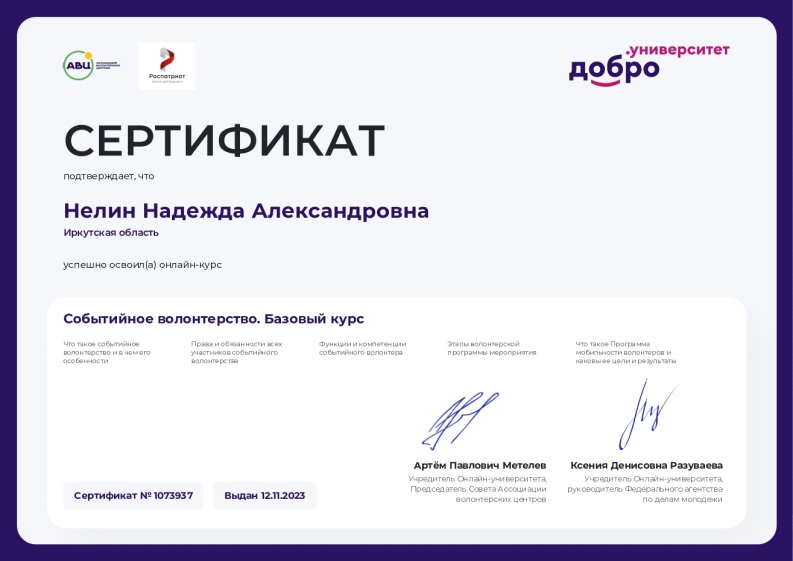 АВЦ
АССОЦИАЦИЯ
ВОЛОНТЕРСКИХ
ЦЕНТРОВ
Роспатриот
.университет
добро
СЕРТИФИКАТ
подтверждает, что
Нелин Надежда Александровна
Иркутская область
успешно освоил(а) онлайн-курс
Событийное волонтерство. Базовый курс
Что такое событийное
волонтерство и в чем его
особенности
Права и обязанности всех
участников событийного
волонтерства
Функции и компетенции
событийного волонтера
Этапы волонтерской
программы мероприятия
Что такое Программа
мобильности волонтеров и
каковы ее цели и результаты
Артём Павлович Метелев
Учредитель Онлайн-университета,
Председатель Совета Ассоциации
волонтерских центров
Ксения Денисовна Разуваева
Учредитель Онлайн-университета,
руководитель Федерального агентства
по делам молодежи
Сертификат № 1073937
Выдан 12.11.2023